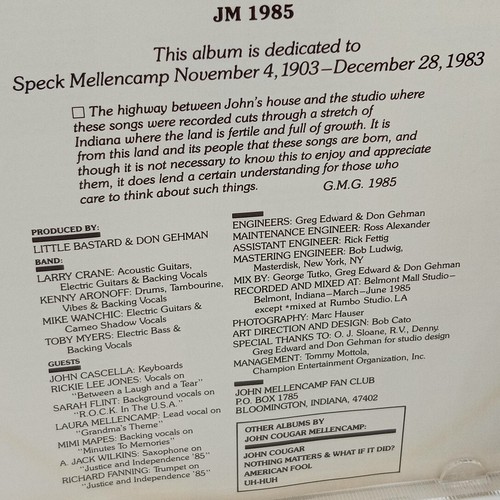 JM 1985
This album is dedicated to
Speck Mellencamp November 4, 1903–December 28, 1983
☐ The highway between John's house and the studio where
these songs were recorded cuts through a stretch of
Indiana where the land is fertile and full of growth. It is
from this land and its people that these songs are born, and
though it is not necessary to know this to enjoy and appreciate
them, it does lend a certain understanding for those who
care to think about such things. G.M.G. 1985
PRODUCED BY:
LITTLE BASTARD & DON GEHMAN
BAND:
LARRY CRANE: Acoustic Guitars,
Electric Guitars & Backing Vocals
KENNY ARONOFF: Drums, Tambourine,
Vibes & Backing Vocals
MIKE WANCHIC: Electric Guitars &
Cameo Shadow Vocals
TOBY MYERS: Electric Bass &
Backing Vocals
GUESTS
JOHN CASCELLA: Keyboards
RICKIE LEE JONES: Vocals on
"Between a Laugh and a Tear"
SARAH FLINT: Background vocals on
"R.O.C.K. In The U.S.A."
LAURA MELLENCAMP: Lead vocal on
"Grandma's Theme"
MIMI MAPES: Backing vocals on
"Minutes To Memories"
A. JACK WILKINS: Saxophone on
"Justice and Independence '85"
RICHARD FANNING: Trumpet on
"Justice and Independence '85"
ENGINEERS: Greg Edward & Don Gehman
MAINTENANCE ENGINEER: Ross Alexander
ASSISTANT ENGINEER: Rick Fettig
MASTERING ENGINEER: Bob Ludwig,
Masterdisk, New York, NY
MIX BY: George Tutko, Greg Edward & Don Gehman
RECORDED AND MIXED AT: Belmont Mall Studio–
Belmont, Indiana–March–June 1985
except *mixed at Rumbo Studio. LA
PHOTOGRAPHY: Marc Hauser
ART DIRECTION AND DESIGN: Bob Cato
SPECIAL THANKS TO: O. J. Sloane, R.V., Denny
Greg Edward and Don Gehman for studio design
MANAGEMENT: Tommy Mottola,
Champion Entertainment Organization, Inc.
JOHN MELLENCAMP FAN CLUB
P.O. BOX 1785
BLOOMINGTON, INDIANA, 47402
OTHER ALBUMS BY
JOHN COUGAR MELLENCAMP:
JOHN COUGAR
NOTHING MATTERS & WHAT IF IT DID?
AMERICAN FOOL
UH-HUH